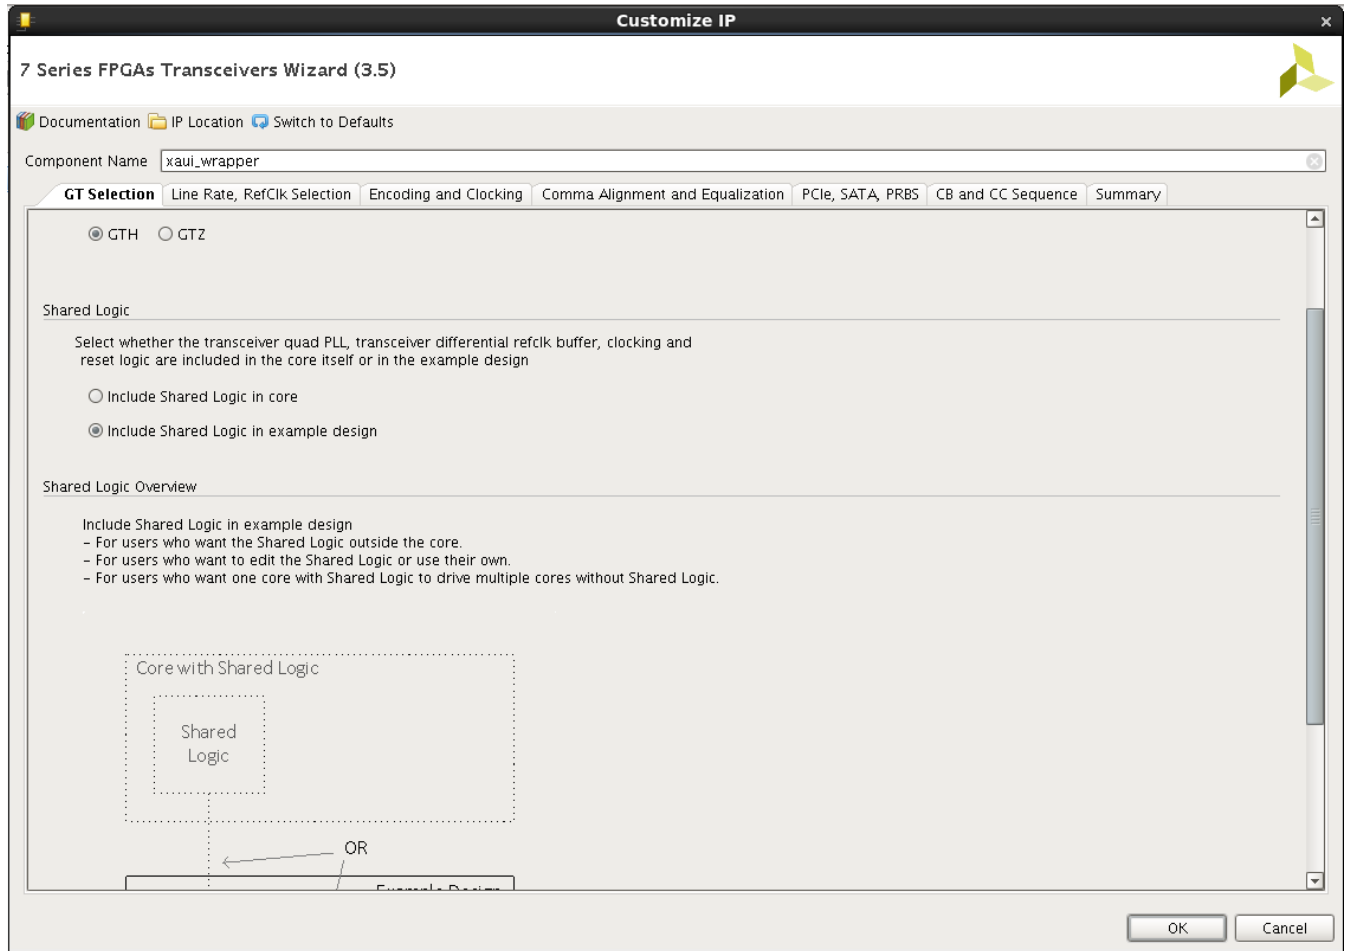 Customize IP
7 Series FPGAs Transceivers Wizard (3.5)
Documentation IP Location Switch to Defaults
Component Name xaui_wrapper
GT Selection Line Rate, RefClk Selection Encoding and Clocking Comma Alignment and Equalization PCIe, SATA, PRBS CB and CC Sequence Summary
GTH GTZ
Shared Logic
Select whether the transceiver quad PLL, transceiver differential refclk buffer, clocking and
reset logic are included in the core itself or in the example design
Include Shared Logic in core
Include Shared Logic in example design
Shared Logic Overview
Include Shared Logic in example design
– For users who want the Shared Logic outside the core.
– For users who want to edit the Shared Logic or use their own.
– For users who want one core with Shared Logic to drive multiple cores without Shared Logic.
Core with Shared Logic
Shared
Logic
OR
Example Design
OK Cancel